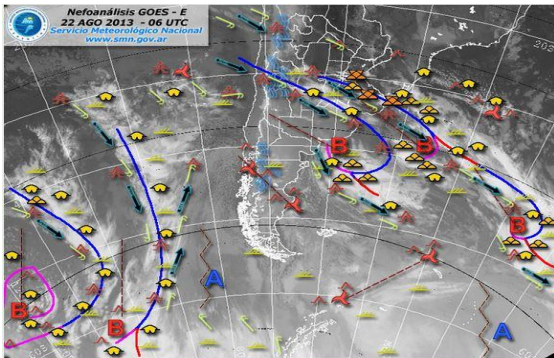 Nefoanálisis GOES - E
22 AGO 2013 - 06 UTC
Servicio Meteorológico Nacional
www.smn.gov.ar
B
B
B
A
B
B
A